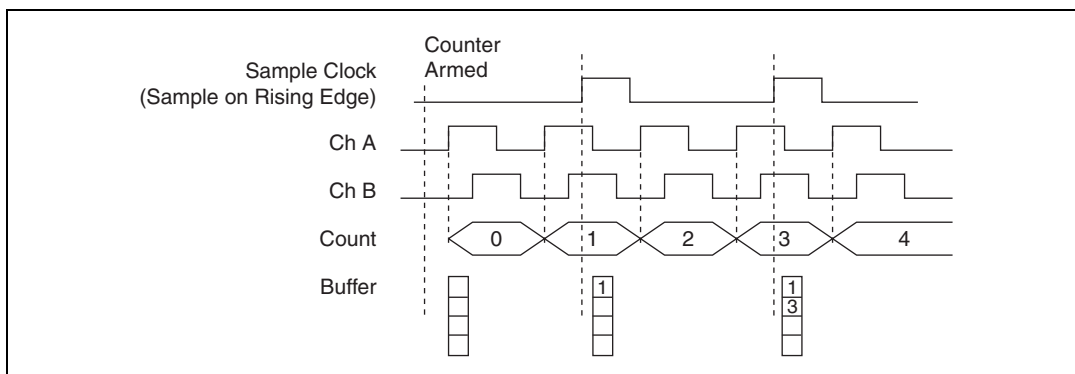 Counter
Armed
Sample Clock
(Sample on Rising Edge)
Ch A
Ch B
Count
0 1 2 3 4
Buffer
1 1
3